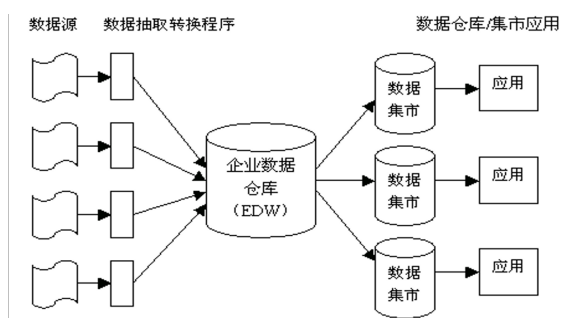 数据源
数据抽取转换程序
数据仓库/集市应用
数据
集市
应用
企业数据
仓库
（EDW）
数据
集市
应用
数据
集市
应用